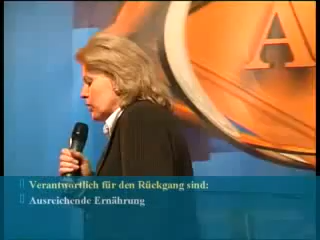 A
Verantwortlich für den Rückgang sind:
Ausreichende Ernährung